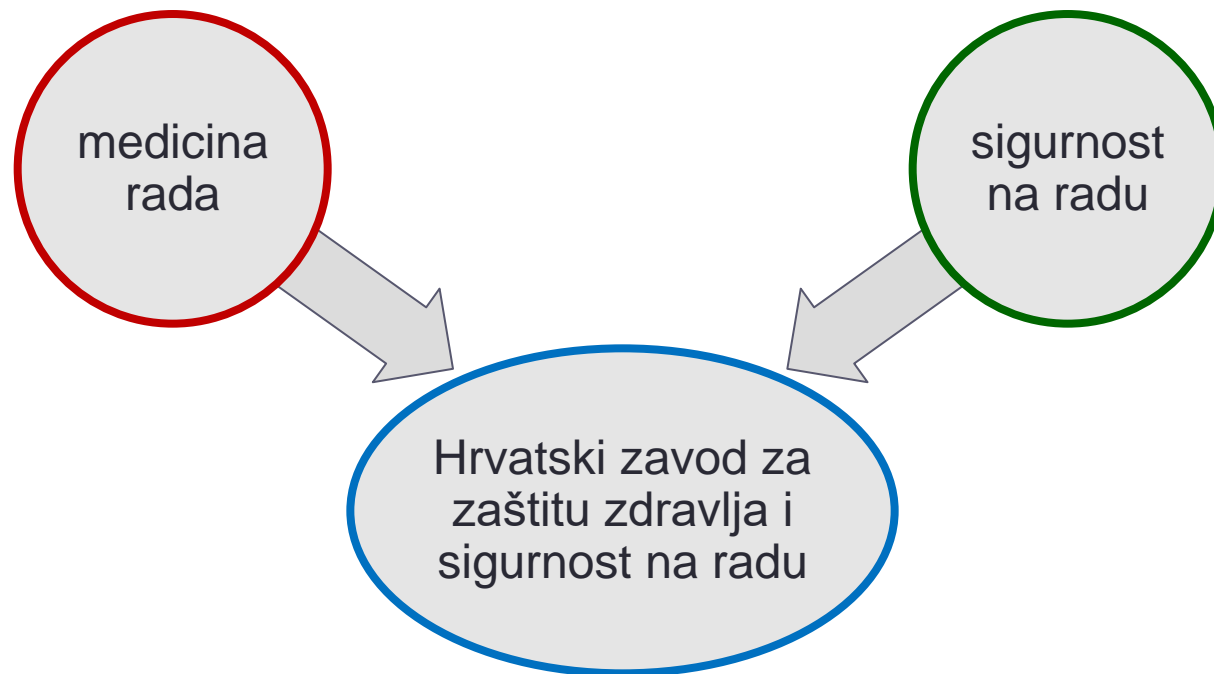 medicina
rada
sigurnost
na radu
Hrvatski zavod za
zaštitu zdravlja i
sigurnost na radu